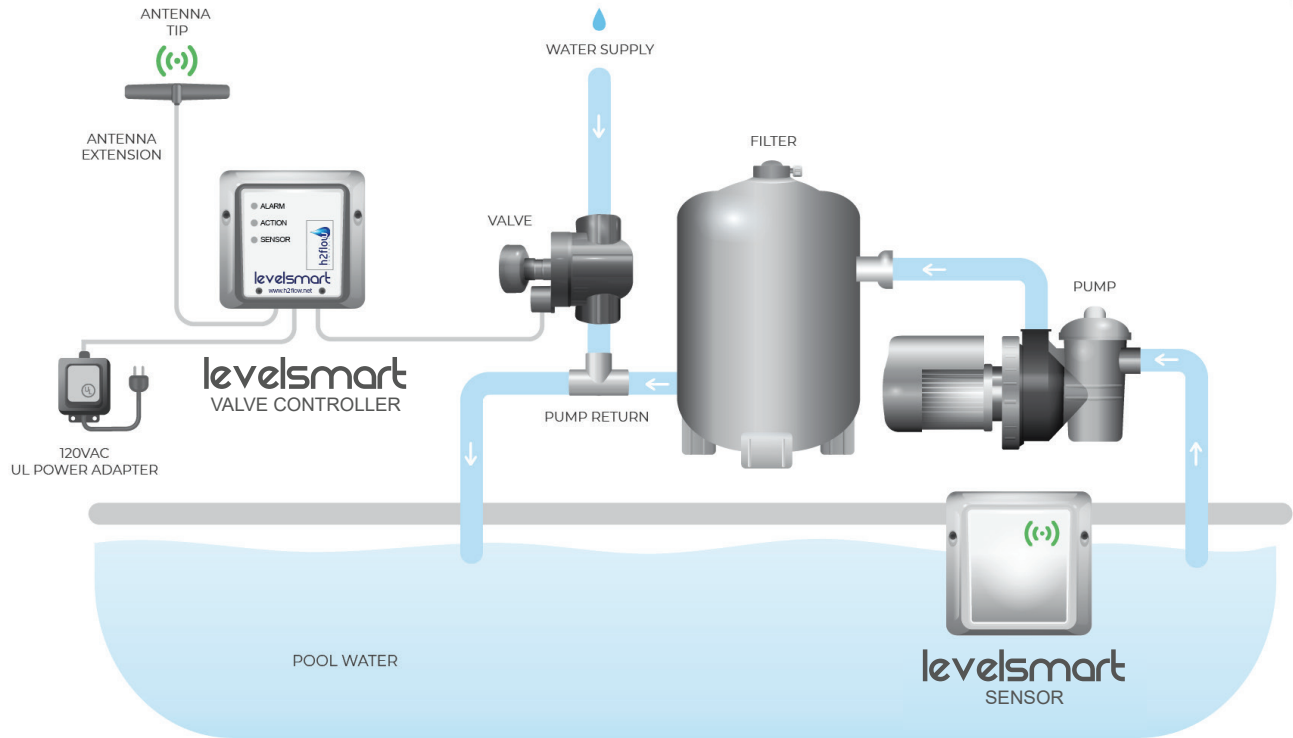 ANTENNA
TIP
WATER SUPPLY
ANTENNA
EXTENSION
FILTER
ALARM
ACTION
SENSOR
h2flow
levelsmart
www.h2flow.net
VALVE
PUMP
levelsmart
VALVE CONTROLLER
UL
PUMP RETURN
120VAC
UL POWER ADAPTER
POOL WATER
levelsmart
SENSOR